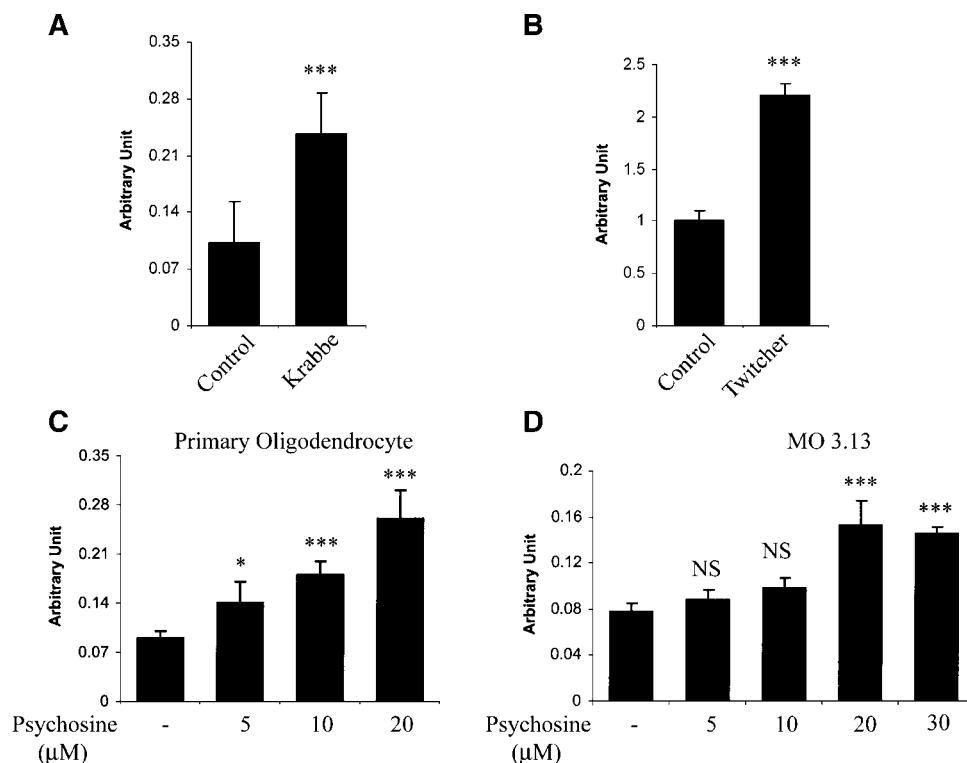 A
Arbitrary Unit
0.35
0.28
0.21
0.14
0.07
0
***
Control
Krabbe
B
Arbitrary Unit
2.5
2
1.5
1
0.5
0
***
Control
Twitcher
C
Primary Oligodendrocyte
Arbitrary Unit
0.35
0.28
0.21
0.14
0.07
0
*
***
***
Psychosine - 5 10 20
(μM)
D
MO 3.13
Arbitrary Unit
0.2
0.16
0.12
0.08
0.04
0
NS
NS
***
***
Psychosine - 5 10 20 30
(μM)